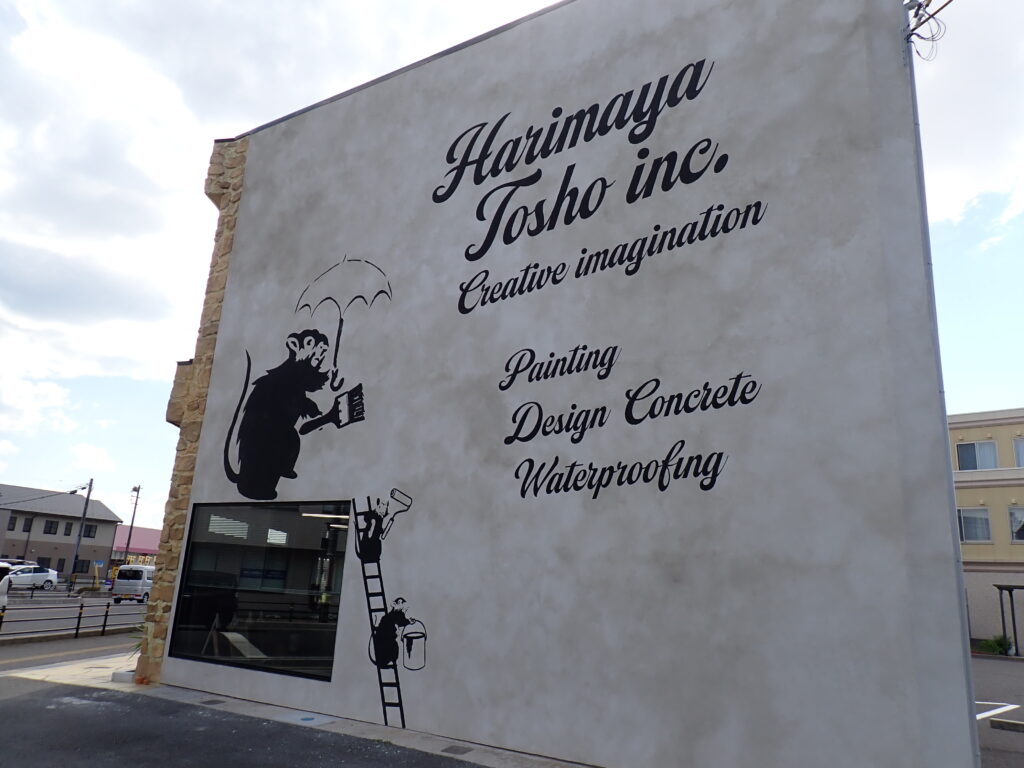 Harimaya
Tosho inc.
Creative imagination
Painting
Design Concrete
Waterproofing